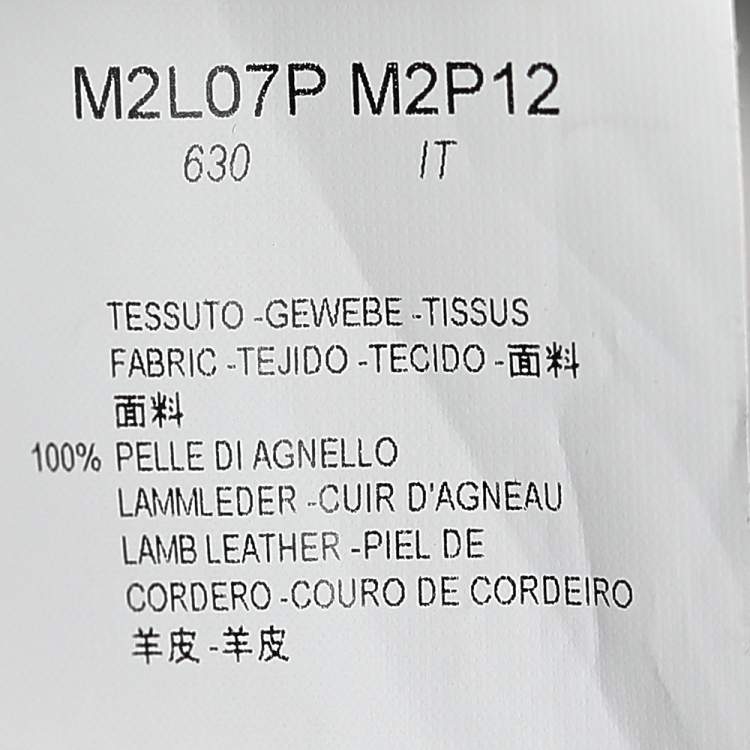 M2L07P M2P12
630 IT
TESSUTO -GEWEBE -TISSUS
FABRIC -TEJIDO -TECIDO -面料
面料
100% PELLE DI AGNELLO
LAMMLEDER -CUIR D'AGNEAU
LAMB LEATHER -PIEL DE
CORDERO -COURO DE CORDEIRO
羊皮 -羊皮